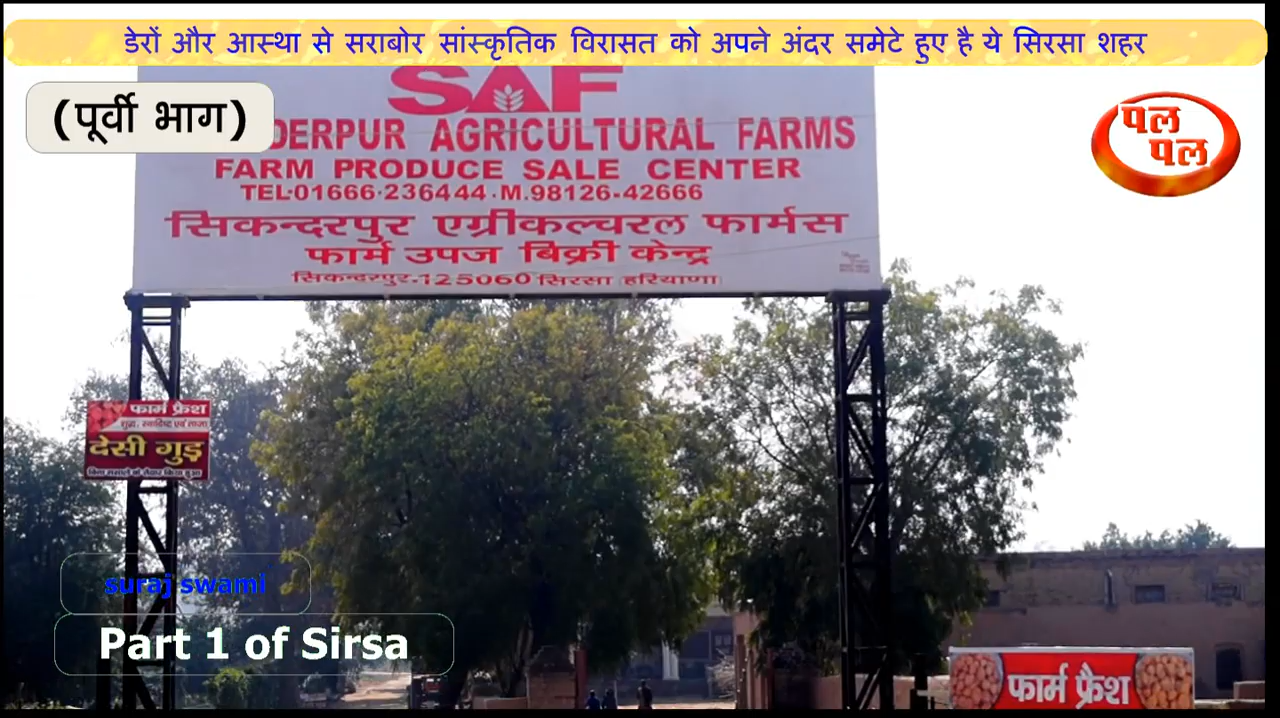 डेरों और आस्था से सराबोर सांस्कृतिक विरासत को अपने अंदर समेटे हुए है ये सिरसा शहर
(पूर्वी भाग)
पल
पल
SAF
DERPUR AGRICULTURAL FARMS
FARM PRODUCE SALE CENTER
TEL:01666-236444 - M.98126-42666
सिकन्दरपुर एग्रीकल्चरल फार्मस
फार्म उपज बिक्री केन्द्र
सिकन्दरपुर-125060 सिरसा (हरियाणा)
फार्म फ्रैश
शुद्ध, स्वादिष्ट एवं ताजा
देसी गुड़
बिना मसाले के तैयार किया हुआ
suraj swami
Part 1 of Sirsa
फार्म फ्रैश